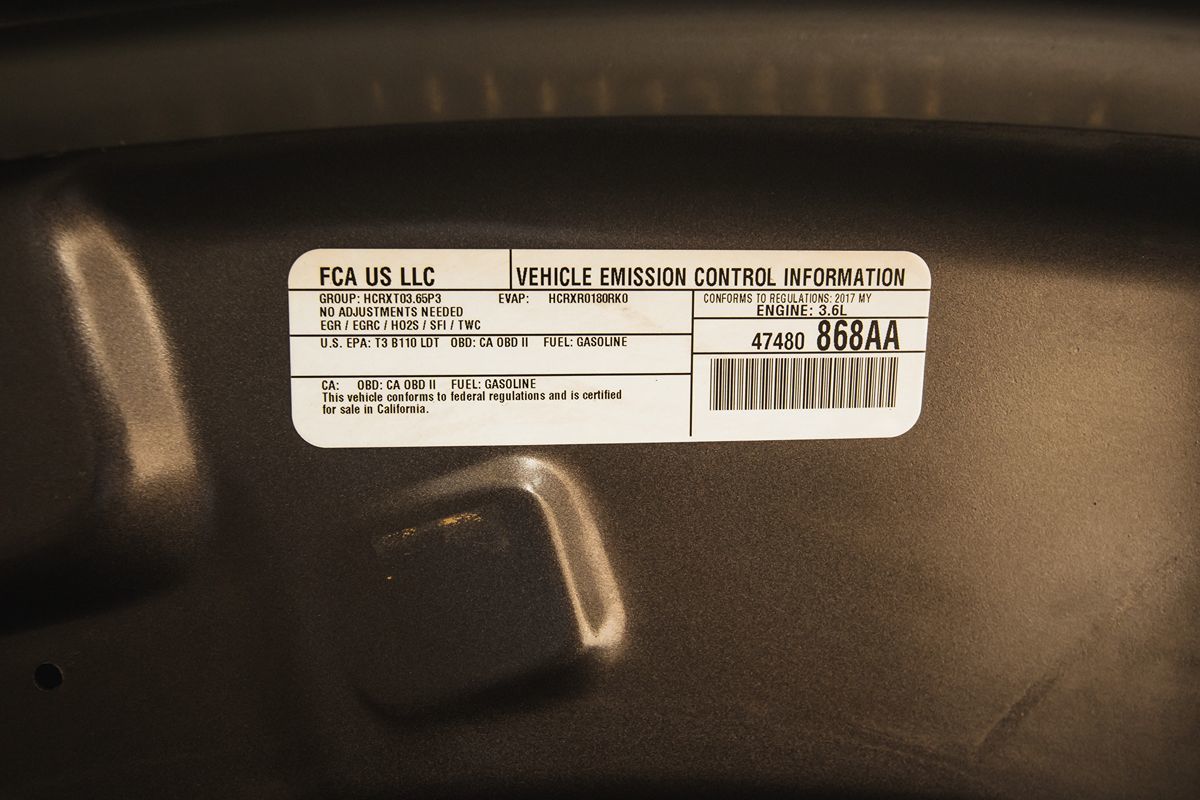 FCA US LLC
VEHICLE EMISSION CONTROL INFORMATION
GROUP: HCRXT03.65P3 EVAP: HCRXR0180RK0
NO ADJUSTMENTS NEEDED
EGR / EGRC / HO2S / SFI / TWC
CONFORMS TO REGULATIONS: 2017 MY
ENGINE: 3.6L
U.S. EPA: T3 B110 LDT OBD: CA OBD II FUEL: GASOLINE
47480 868AA
CA: OBD: CA OBD II FUEL: GASOLINE
This vehicle conforms to federal regulations and is certified
for sale in California.